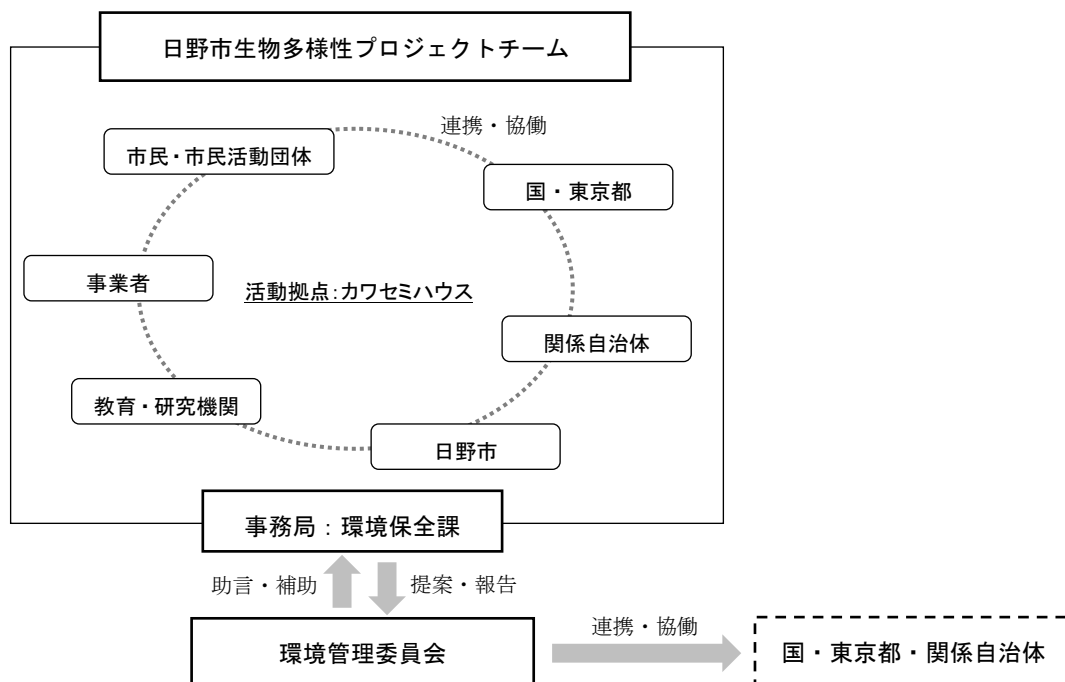 日野市生物多様性プロジェクトチーム
連携・協働
市民・市民活動団体
国・東京都
事業者
活動拠点：カワセミハウス
関係自治体
教育・研究機関
日野市
事務局：環境保全課
助言・補助
提案・報告
環境管理委員会
連携・協働
国・東京都・関係自治体